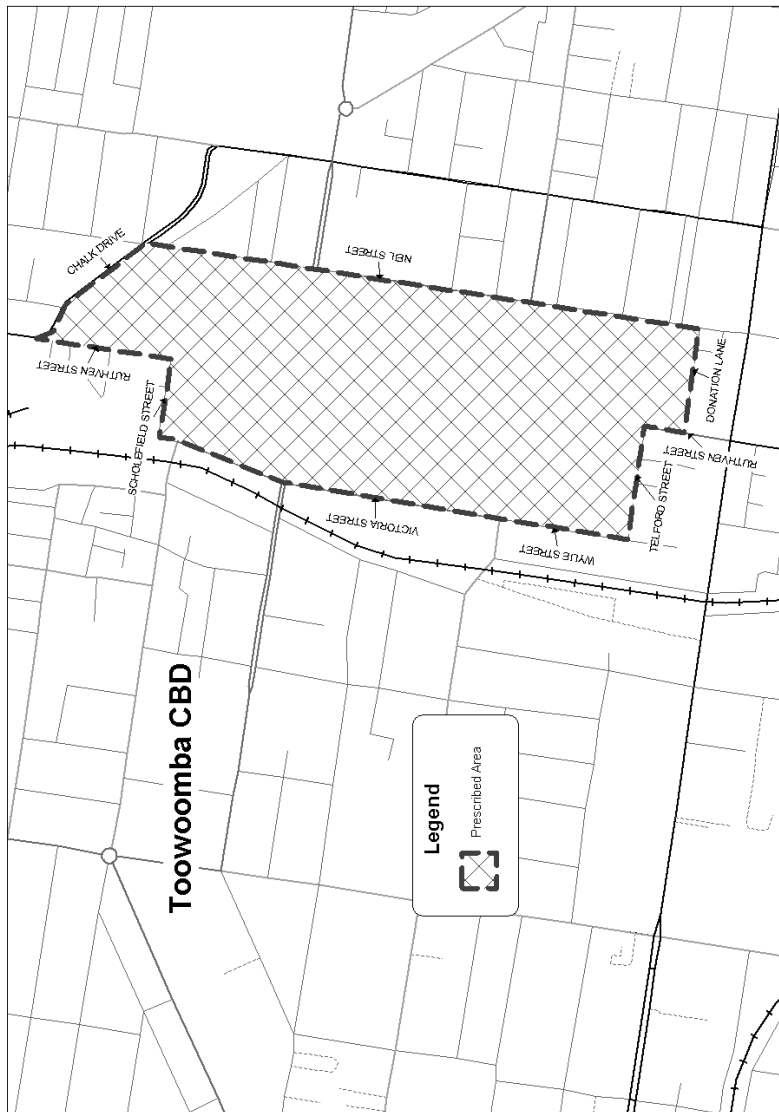 Toowoomba CBD
CHALK DRIVE
RUTHVEN STREET
SCHOLEFIELD STREET
NEIL STREET
VICTORIA STREET
WYLIE STREET
TELFORD STREET
RUTHVEN STREET
DONATION LANE
Legend
Prescribed Area